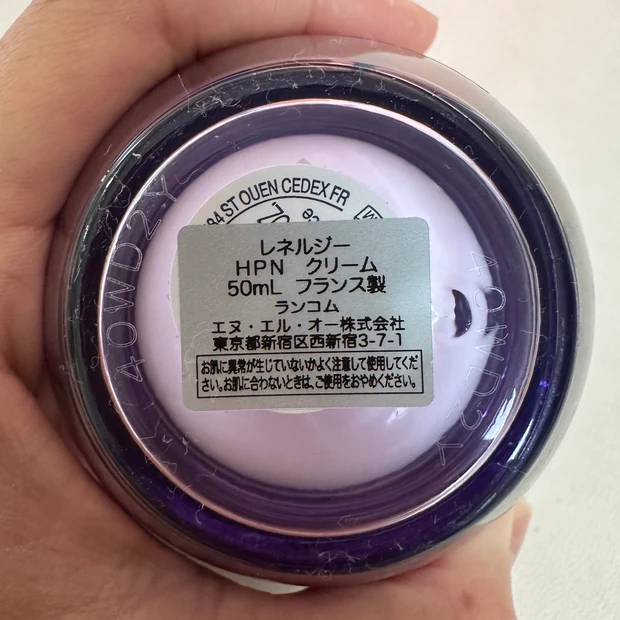 ST OUEN CEDEX FR
レネルジー
HPN クリーム
50mL フランス製
ランコム
エヌ・エル・オー株式会社
東京都新宿区西新宿3-7-1
お肌に異常が生じていないかよく注意して使用してくだ
さい。お肌に合わないときは、ご使用をおやめください。
40WD2Y
40WD2Y